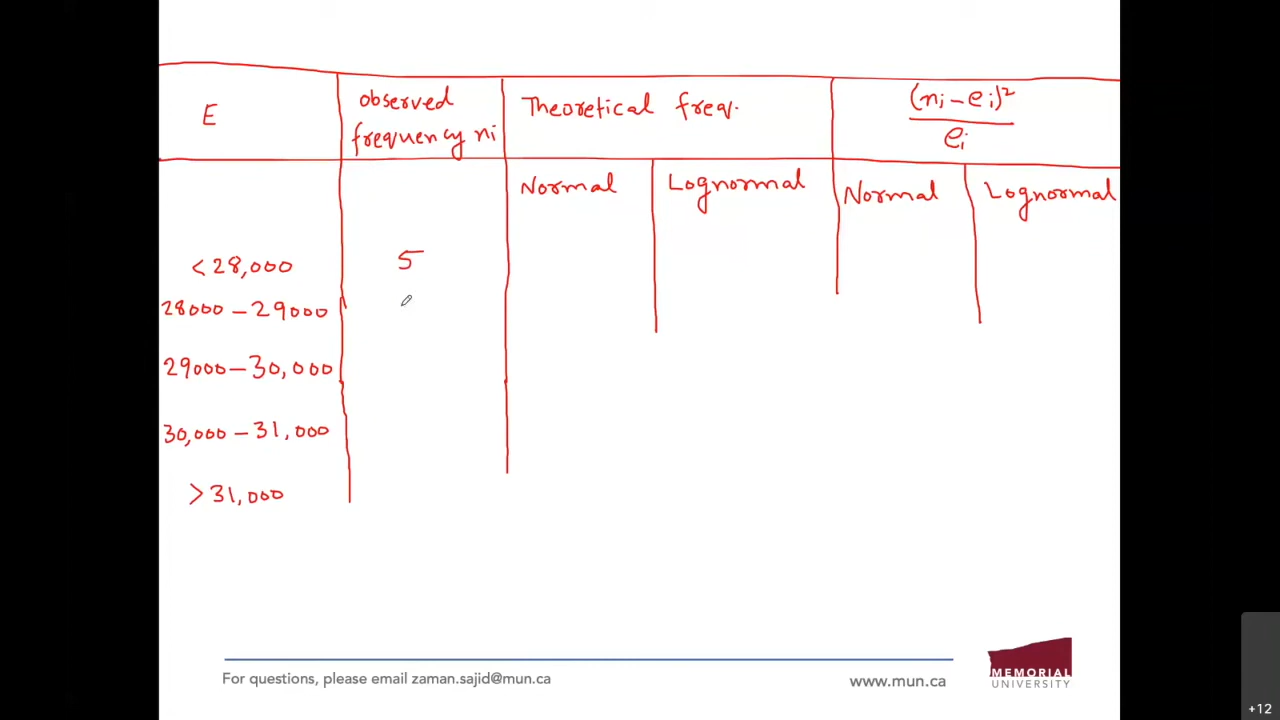 E
observed
frequency ni
Theoretical freq.
(ni - ei)²
ei
Normal
Lognormal
Normal
Lognormal
<28,000
5
28000 - 29000
29000 - 30,000
30,000 - 31,000
>31,000
For questions, please email zaman.sajid@mun.ca
www.mun.ca
MEMORIAL
UNIVERSITY
+12